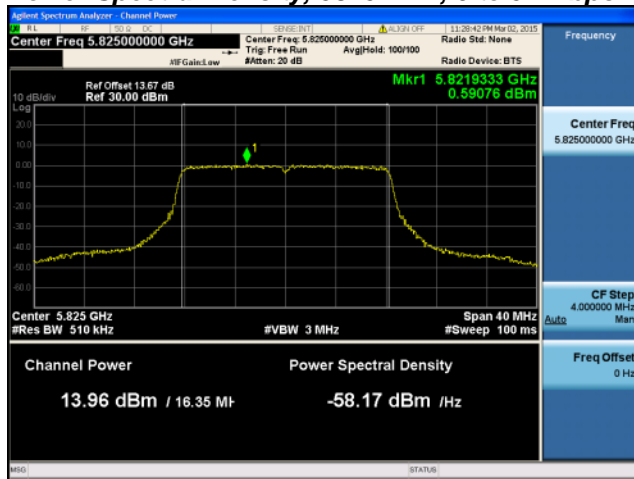 Agilent Spectrum Analyzer - Channel Power
RL RF 50 Ω DC SENSE:INT ALIGN OFF 11:28:42 PM Mar 02, 2015
Center Freq 5.825000000 GHz Center Freq: 5.825000000 GHz Radio Std: None Frequency
Trig: Free Run Avg|Hold: 100/100
#IFGain:Low #Atten: 20 dB Radio Device: BTS
Mkr1 5.8219333 GHz
Ref Offset 13.67 dB
10 dB/div Ref 30.00 dBm 0.59076 dBm
Log
20.0
Center Freq
5.825000000 GHz
10.0
1
0.00
-10.0
-20.0
-30.0
-40.0
-50.0
-60.0
CF Step
4.000000 MHz
Auto Man
Center 5.825 GHz Span 40 MHz
#Res BW 510 kHz #VBW 3 MHz #Sweep 100 ms
Freq Offset
0 Hz
Channel Power Power Spectral Density
13.96 dBm / 16.35 MH -58.17 dBm /Hz
MSG STATUS